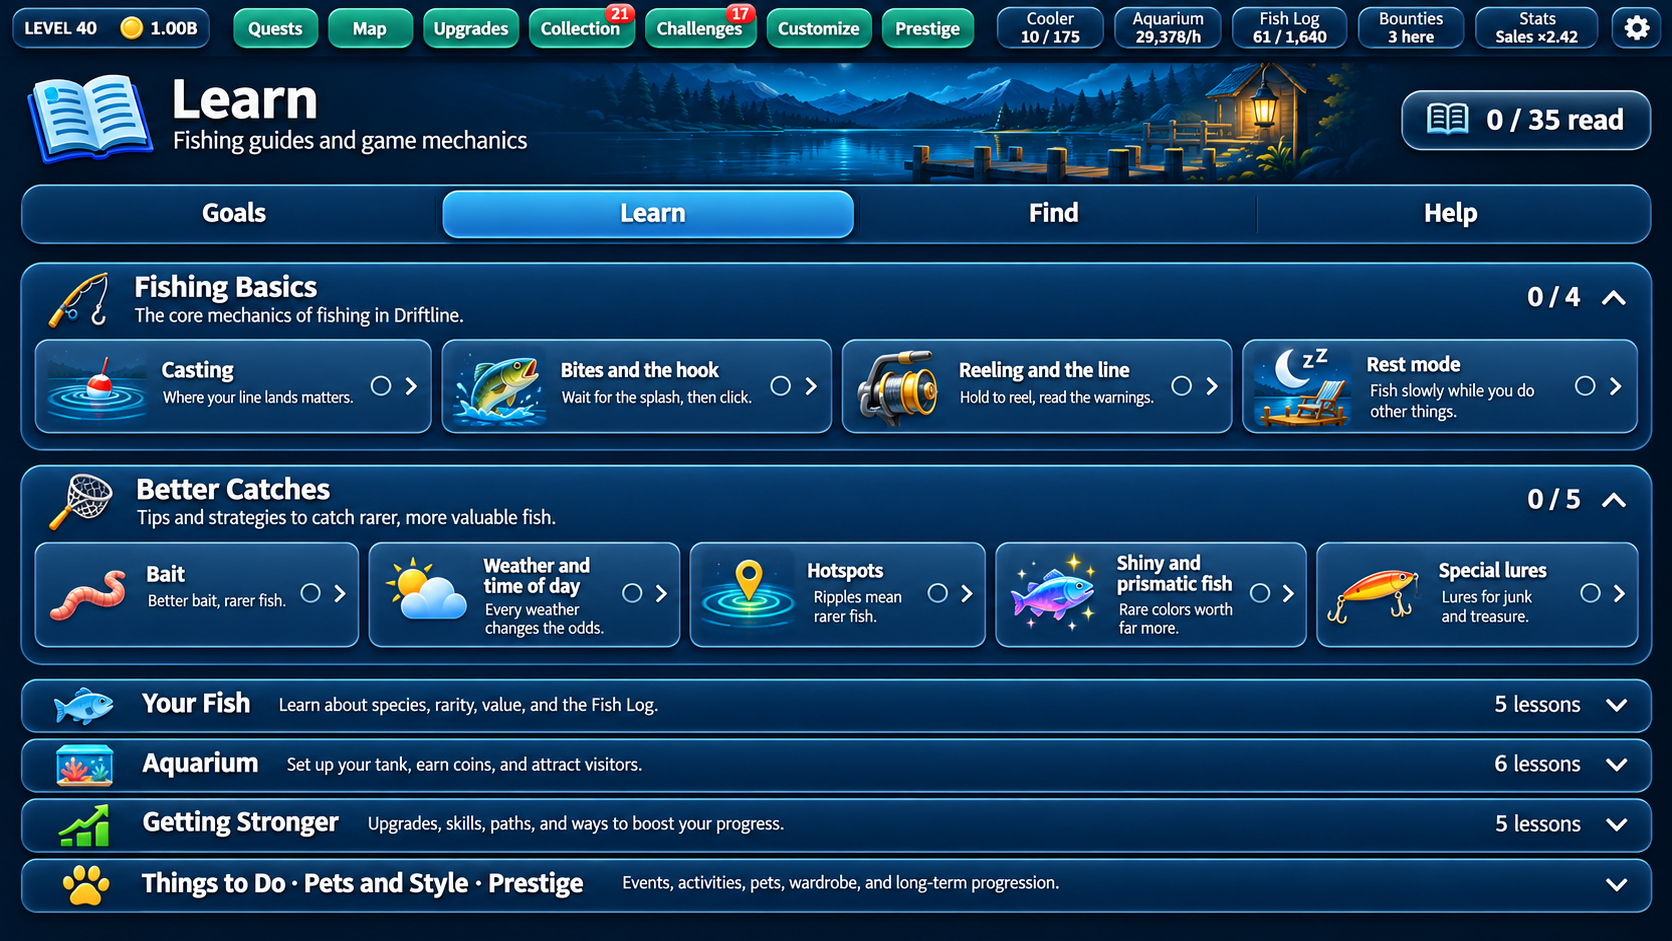 LEVEL 40
1.00B
Quests
Map
Upgrades
Collection
21
Challenges
17
Customize
Prestige
Cooler
10 / 175
Aquarium
29,378/h
Fish Log
61 / 1,640
Bounties
3 here
Stats
Sales ×2.42
Learn
Fishing guides and game mechanics
0 / 35 read
Goals
Learn
Find
Help
Fishing Basics
The core mechanics of fishing in Driftline.
0 / 4
Casting
Where your line lands matters.
Bites and the hook
Wait for the splash, then click.
Reeling and the line
Hold to reel, read the warnings.
Rest mode
Fish slowly while you do
other things.
Better Catches
Tips and strategies to catch rarer, more valuable fish.
0 / 5
Bait
Better bait, rarer fish.
Weather and
time of day
Every weather
changes the odds.
Hotspots
Ripples mean
rarer fish.
Shiny and
prismatic fish
Rare colors worth
far more.
Special lures
Lures for junk
and treasure.
Your Fish
Learn about species, rarity, value, and the Fish Log.
5 lessons
Aquarium
Set up your tank, earn coins, and attract visitors.
6 lessons
Getting Stronger
Upgrades, skills, paths, and ways to boost your progress.
5 lessons
Things to Do · Pets and Style · Prestige
Events, activities, pets, wardrobe, and long-term progression.